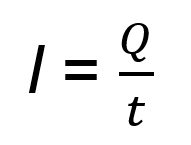 I = Q/t